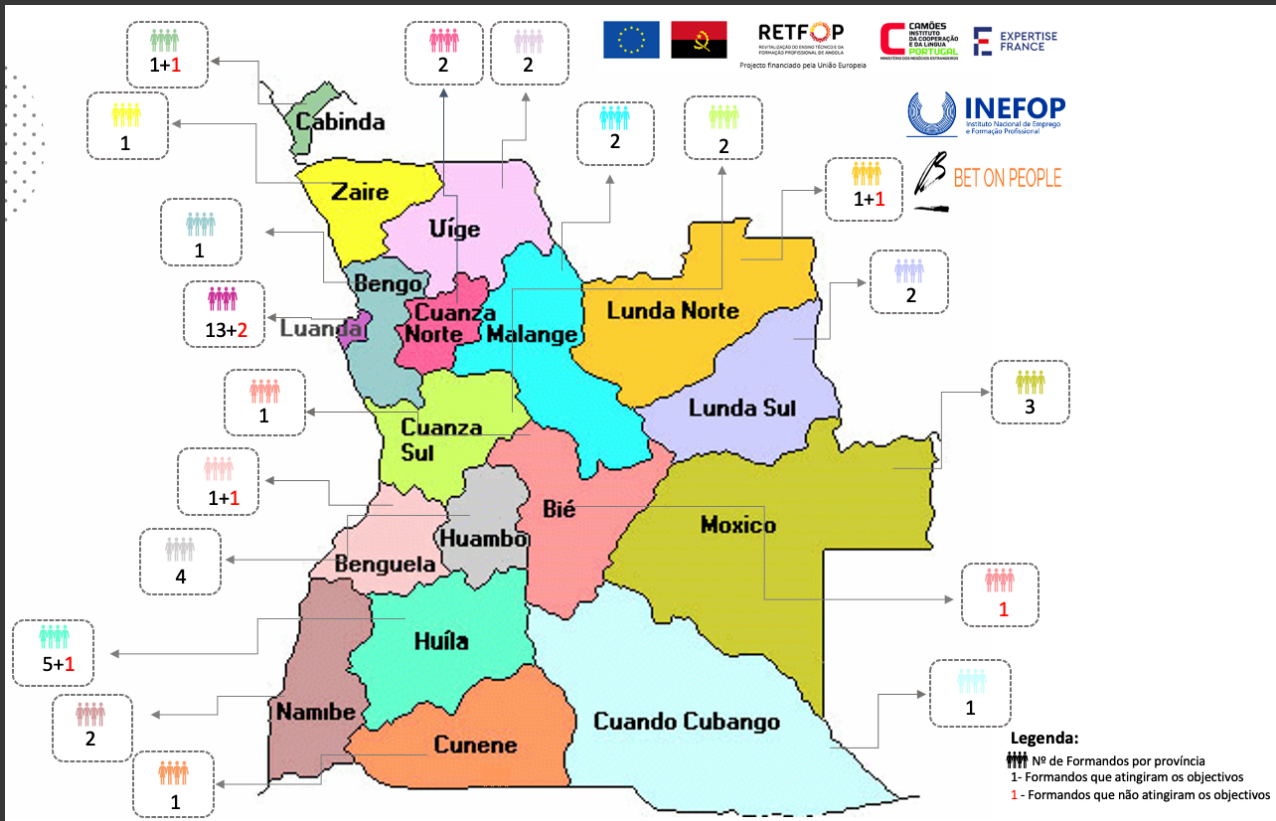 RETFOP
REVITALIZAÇÃO DO ENSINO TÉCNICO E DA
FORMAÇÃO PROFISSIONAL DE ANGOLA
Projecto financiado pela União Europeia
CAMÕES
INSTITUTO
DA COOPERAÇÃO
E DA LÍNGUA
PORTUGAL
MINISTÉRIO DOS NEGÓCIOS ESTRANGEIROS
EXPERTISE
FRANCE
INEFOP
Instituto Nacional de Emprego
e Formação Profissional
BET ON PEOPLE
1+1
2
2
Cabinda
1
2
2
Zaire
1+1
Uíge
1
Bengo
2
13+2
Luanda
Cuanza
Norte
Malange
Lunda Norte
1
Cuanza
Sul
Lunda Sul
3
1+1
Bié
Moxico
4
Huambo
Benguela
1
5+1
Huíla
2
Namibe
Cunene
Cuando Cubango
1
1
Legenda:
Nº de Formandos por província
1- Formandos que atingiram os objectivos
1 - Formandos que não atingiram os objectivos